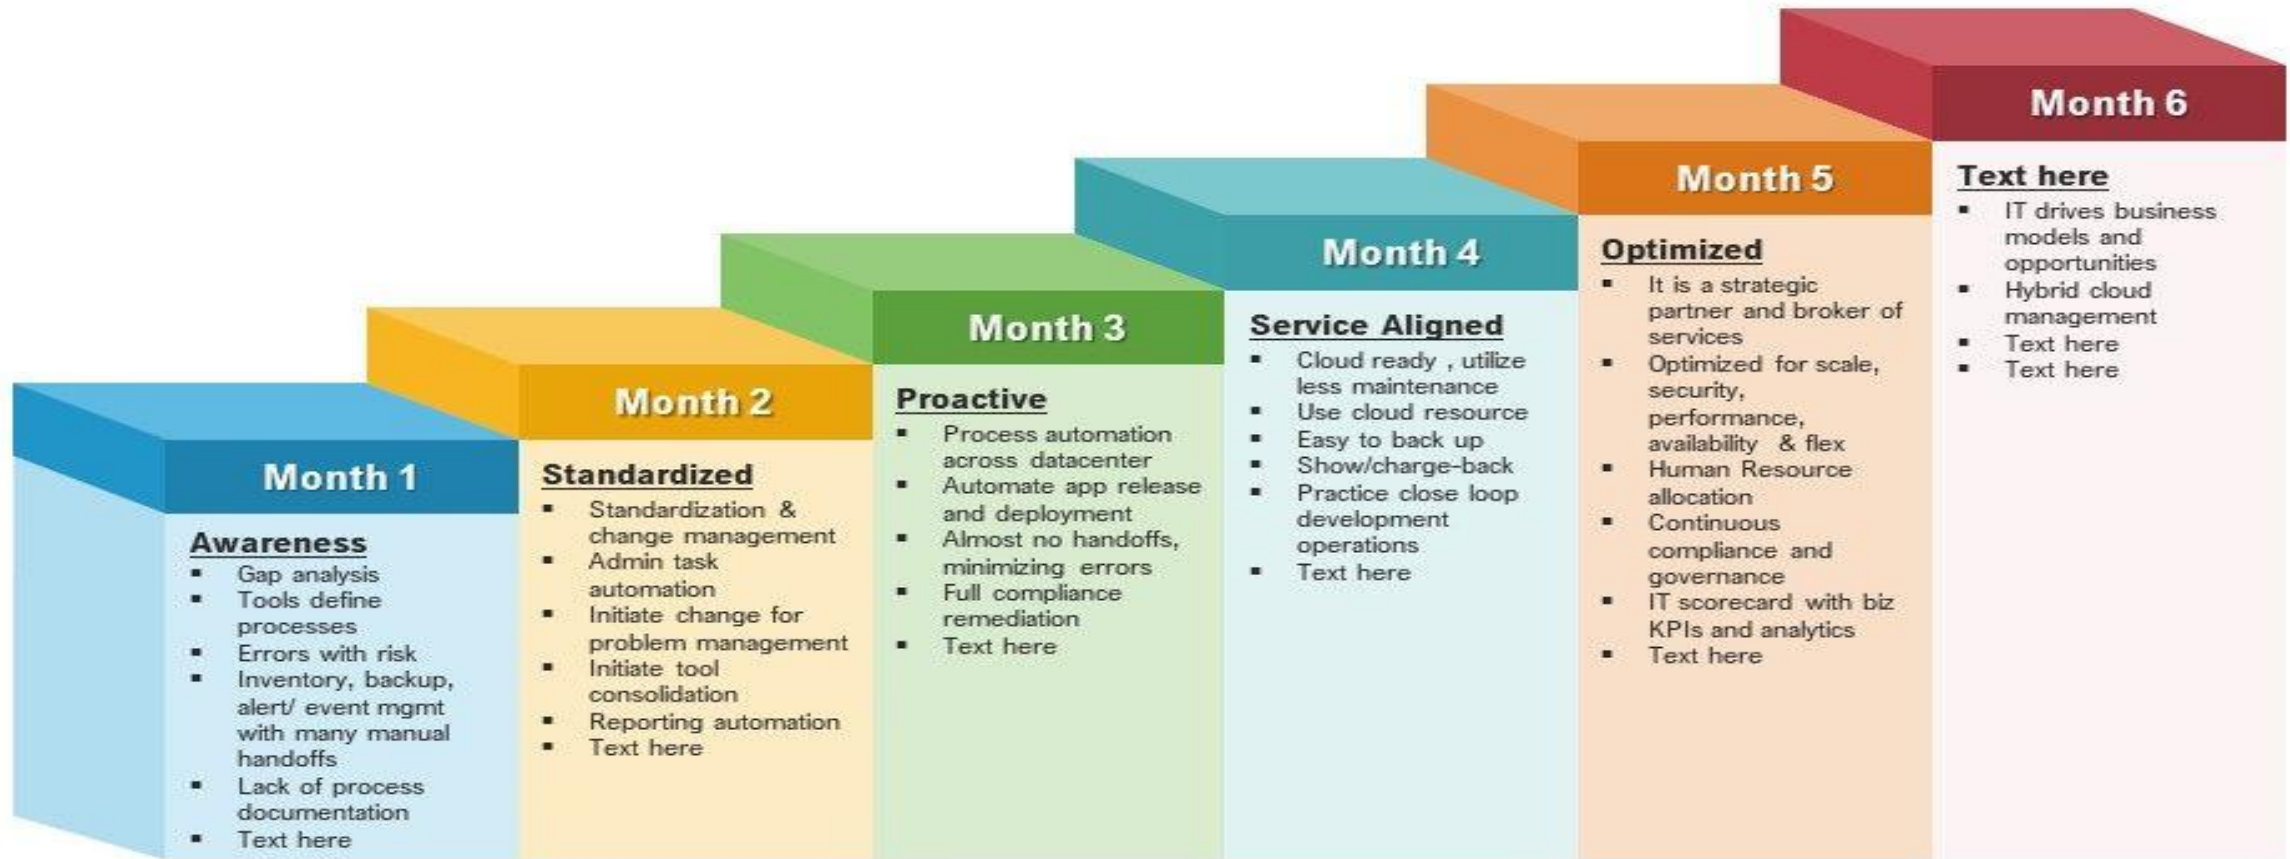 Month 1
Awareness
▪ Gap analysis
▪ Tools define
processes
▪ Errors with risk
▪ Inventory, backup,
alert/ event mgmt
with many manual
handoffs
▪ Lack of process
documentation
▪ Text here
Month 2
Standardized
▪ Standardization &
change management
▪ Admin task
automation
▪ Initiate change for
problem management
▪ Initiate tool
consolidation
▪ Reporting automation
▪ Text here
Month 3
Proactive
▪ Process automation
across datacenter
▪ Automate app release
and deployment
▪ Almost no handoffs,
minimizing errors
▪ Full compliance
remediation
▪ Text here
Month 4
Service Aligned
▪ Cloud ready , utilize
less maintenance
▪ Use cloud resource
▪ Easy to back up
▪ Show/charge-back
▪ Practice close loop
development
operations
▪ Text here
Month 5
Optimized
▪ It is a strategic
partner and broker of
services
▪ Optimized for scale,
security,
performance,
availability & flex
▪ Human Resource
allocation
▪ Continuous
compliance and
governance
▪ IT scorecard with biz
KPIs and analytics
▪ Text here
Month 6
Text here
▪ IT drives business
models and
opportunities
▪ Hybrid cloud
management
▪ Text here
▪ Text here